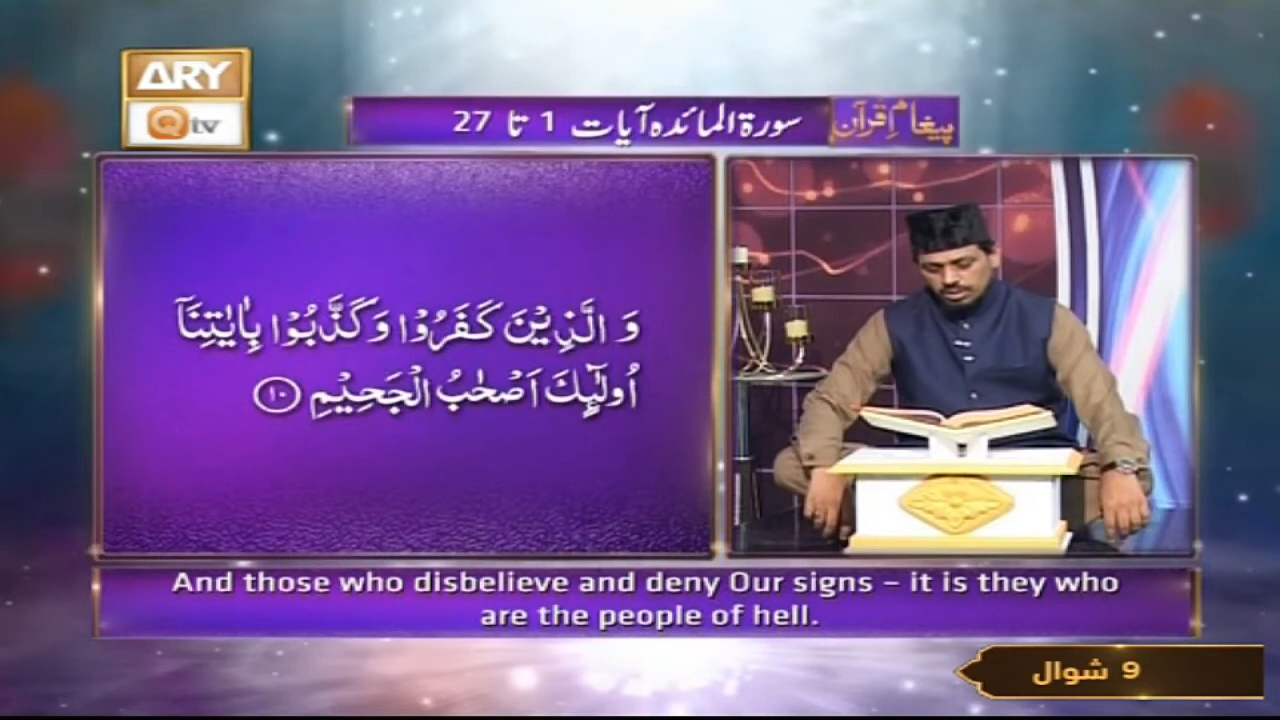 ARY
Qtv
پیغامِ قرآن
سورۃ المائدہ آیات 1 تا 27
وَ الَّذِیْنَ کَفَرُوْا وَکَذَّبُوْا بِاٰیٰتِنَاۤ
اُولٰٓئِكَ اَصْحٰبُ الْجَحِیْمِ ﴿۱۰﴾
And those who disbelieve and deny Our signs – it is they who
are the people of hell.
9 شوال